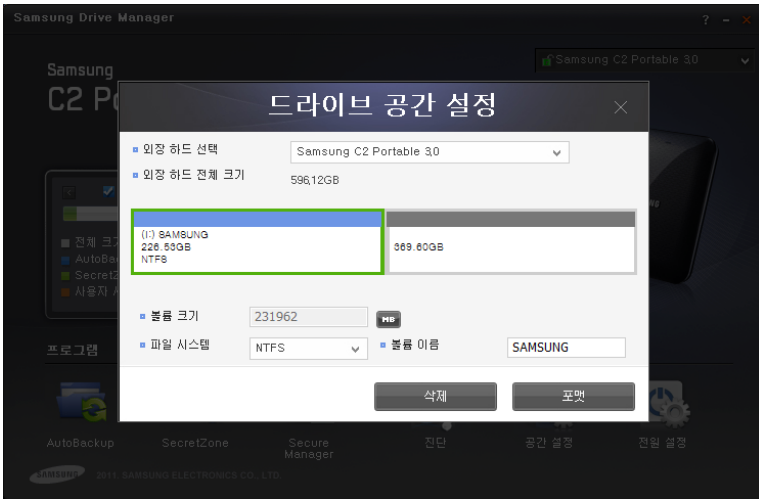 Samsung Drive Manager
Samsung C2 Portable 3,0
Samsung
C2 P
드라이브 공간 설정
외장 하드 선택
Samsung C2 Portable 3,0
외장 하드 전체 크기
596,12GB
(I:) SAMSUNG
226.53GB
NTFS
369.60GB
전체 크
AutoBa
Secret
사용자
볼륨 크기
231962
MB
파일 시스템
NTFS
볼륨 이름
SAMSUNG
프로그램
삭제
포맷
AutoBackup
SecretZone
Secure
Manager
진단
공간 설정
전원 설정
SAMSUNG
2011, SAMSUNG ELECTRONICS CO., LTD.